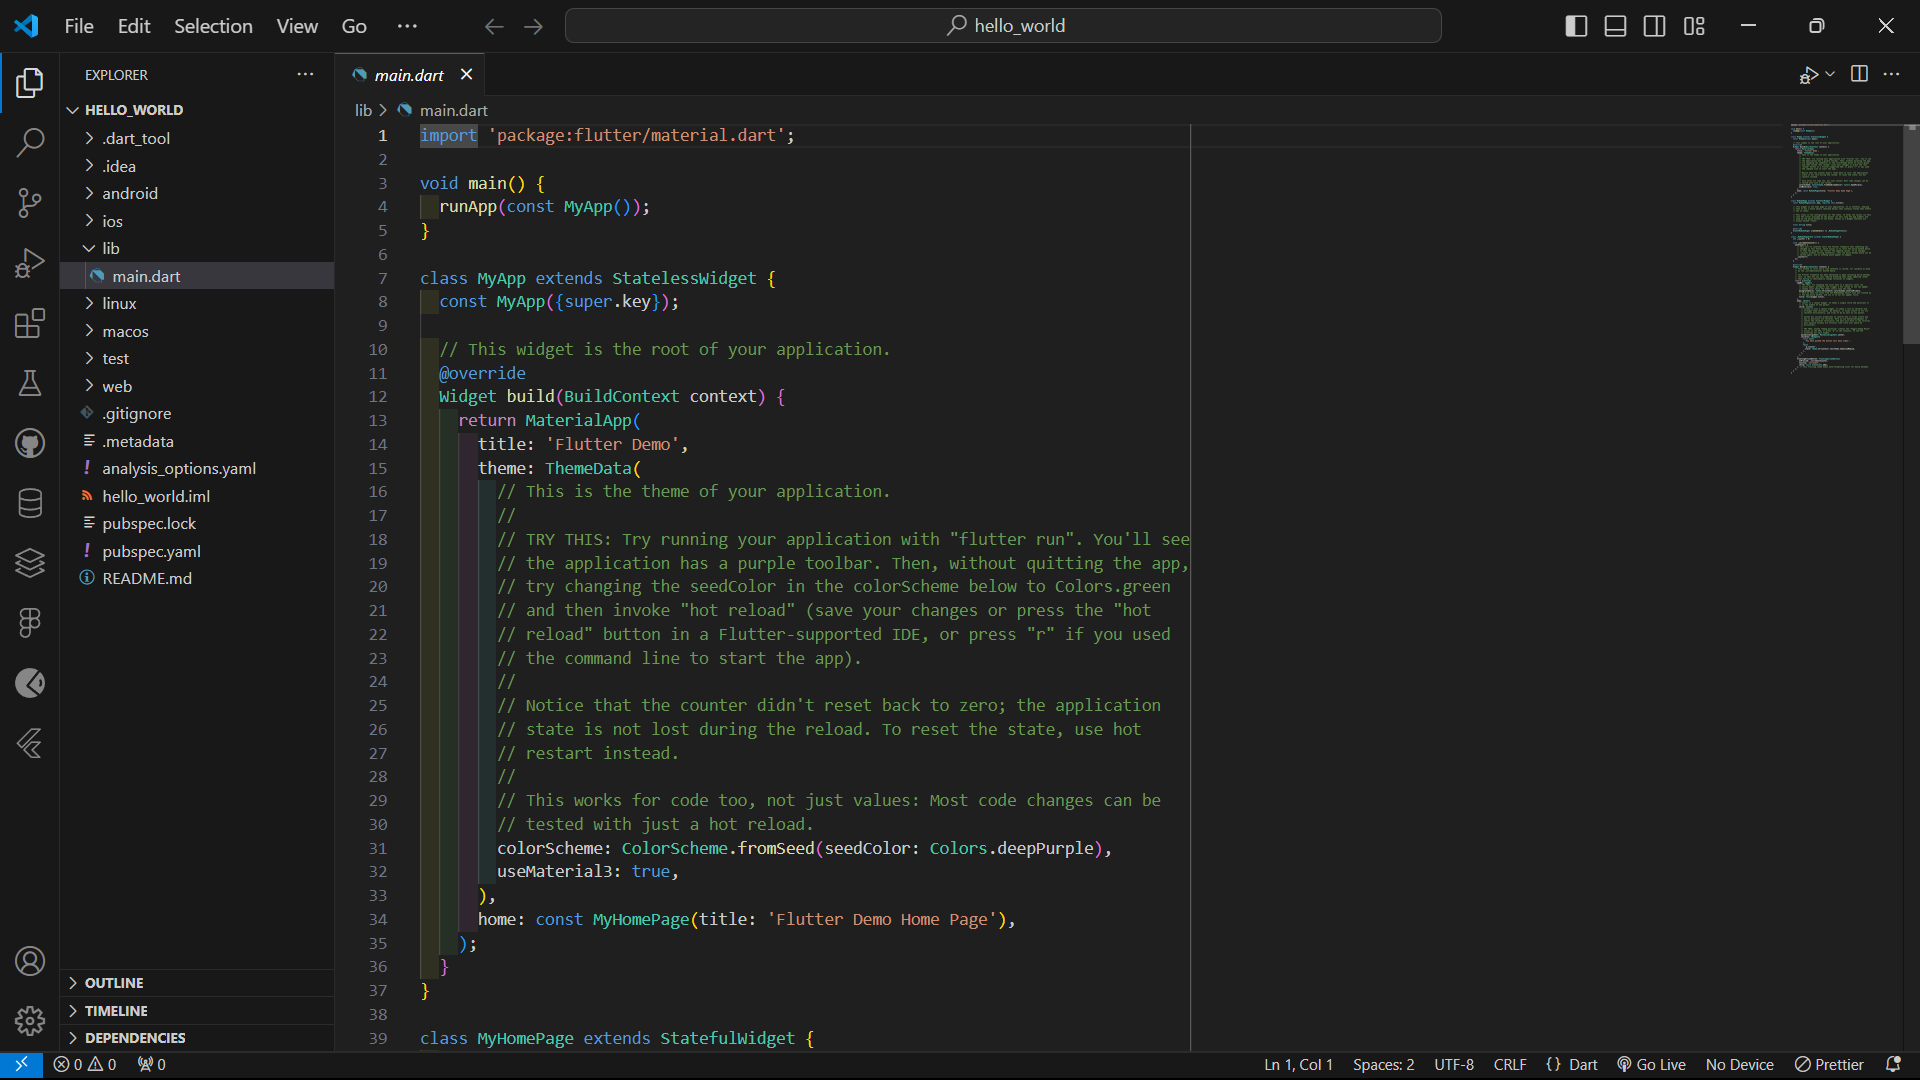 File Edit Selection View Go ···
hello_world
EXPLORER ···
HELLO_WORLD
.dart_tool
.idea
android
ios
lib
main.dart
linux
macos
test
web
.gitignore
.metadata
analysis_options.yaml
hello_world.iml
pubspec.lock
pubspec.yaml
README.md
OUTLINE
TIMELINE
DEPENDENCIES
main.dart
lib > main.dart
1 import 'package:flutter/material.dart';
2
3 void main() {
4   runApp(const MyApp());
5 }
6
7 class MyApp extends StatelessWidget {
8   const MyApp({super.key});
9
10   // This widget is the root of your application.
11   @override
12   Widget build(BuildContext context) {
13     return MaterialApp(
14       title: 'Flutter Demo',
15       theme: ThemeData(
16         // This is the theme of your application.
17         //
18         // TRY THIS: Try running your application with "flutter run". You'll see
19         // the application has a purple toolbar. Then, without quitting the app,
20         // try changing the seedColor in the colorScheme below to Colors.green
21         // and then invoke "hot reload" (save your changes or press the "hot
22         // reload" button in a Flutter-supported IDE, or press "r" if you used
23         // the command line to start the app).
24         //
25         // Notice that the counter didn't reset back to zero; the application
26         // state is not lost during the reload. To reset the state, use hot
27         // restart instead.
28         //
29         // This works for code too, not just values: Most code changes can be
30         // tested with just a hot reload.
31         colorScheme: ColorScheme.fromSeed(seedColor: Colors.deepPurple),
32         useMaterial3: true,
33       ),
34       home: const MyHomePage(title: 'Flutter Demo Home Page'),
35     );
36   }
37 }
38
39 class MyHomePage extends StatefulWidget {
0 0 0
Ln 1, Col 1 Spaces: 2 UTF-8 CRLF {} Dart Go Live No Device Prettier